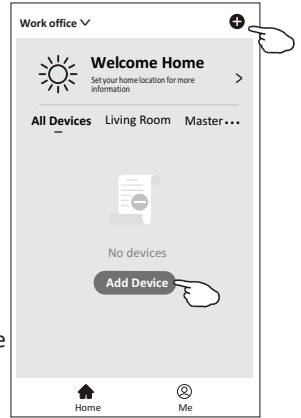 Work office
Welcome Home
Set your home location for more
information
All Devices Living Room Master...
No devices
Add Device
e
Home Me